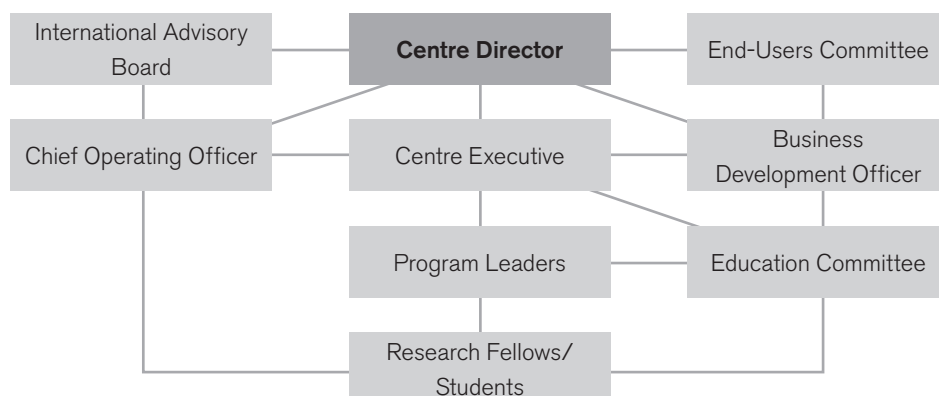 International Advisory
Board
Centre Director
End-Users Committee
Chief Operating Officer
Centre Executive
Business
Development Officer
Program Leaders
Education Committee
Research Fellows/
Students